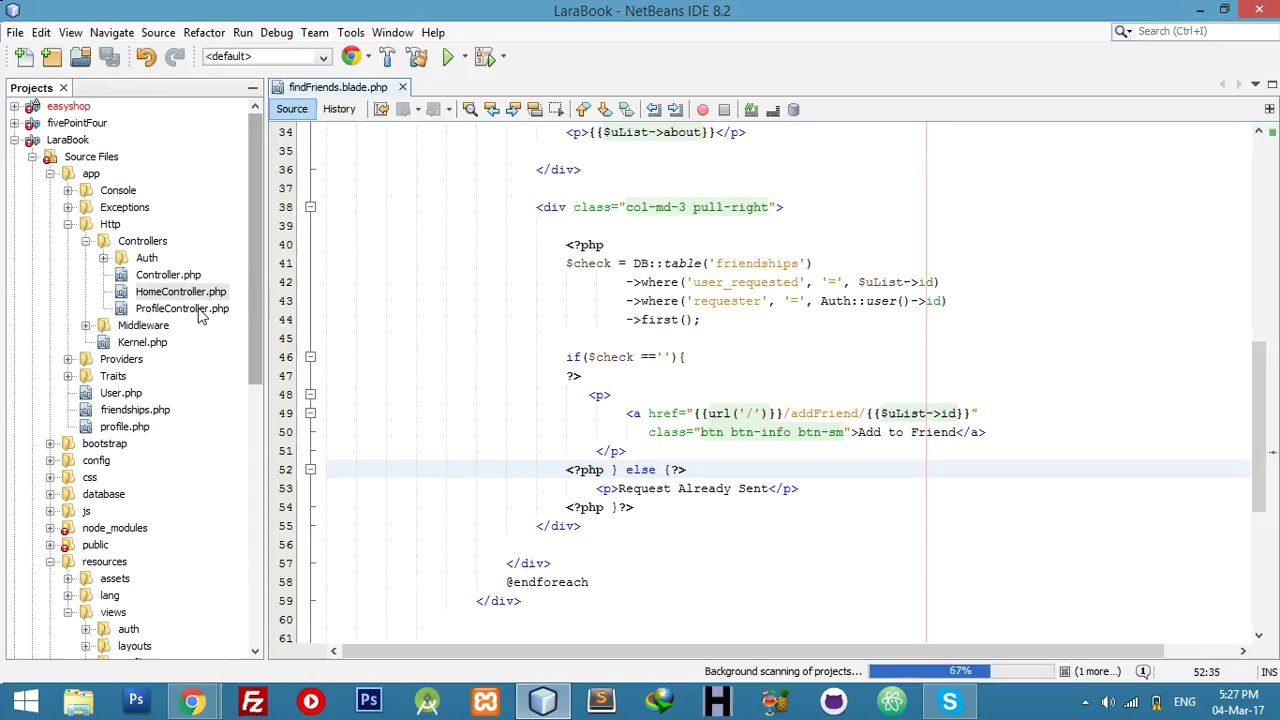 LaraBook - NetBeans IDE 8.2
File Edit View Navigate Source Refactor Run Debug Team Tools Window Help
Search (Ctrl+I)
<default>
Projects
findFriends.blade.php
Source History
easyshop
fivePointFour
LaraBook
Source Files
app
Console
Exceptions
Http
Controllers
Auth
Controller.php
HomeController.php
ProfileController.php
Middleware
Kernel.php
Providers
Traits
User.php
friendships.php
profile.php
bootstrap
config
css
database
js
node_modules
public
resources
assets
lang
views
auth
layouts
34 <p>{{$uList->about}}</p>
35
36 </div>
37
38 <div class="col-md-3 pull-right">
39
40 <?php
41 $check = DB::table('friendships')
42 ->where('user_requested', '=', $uList->id)
43 ->where('requester', '=', Auth::user()->id)
44 ->first();
45
46 if($check ==''){
47 ?>
48 <p>
49 <a href="{{url('/')}}/addFriend/{{$uList->id}}"
50 class="btn btn-info btn-sm">Add to Friend</a>
51 </p>
52 <?php } else {?>
53 <p>Request Already Sent</p>
54 <?php }?>
55 </div>
56
57 </div>
58 @endforeach
59 </div>
60
61
Background scanning of projects... 67% (1 more...) 52:35 INS
ENG
5:27 PM
04-Mar-17